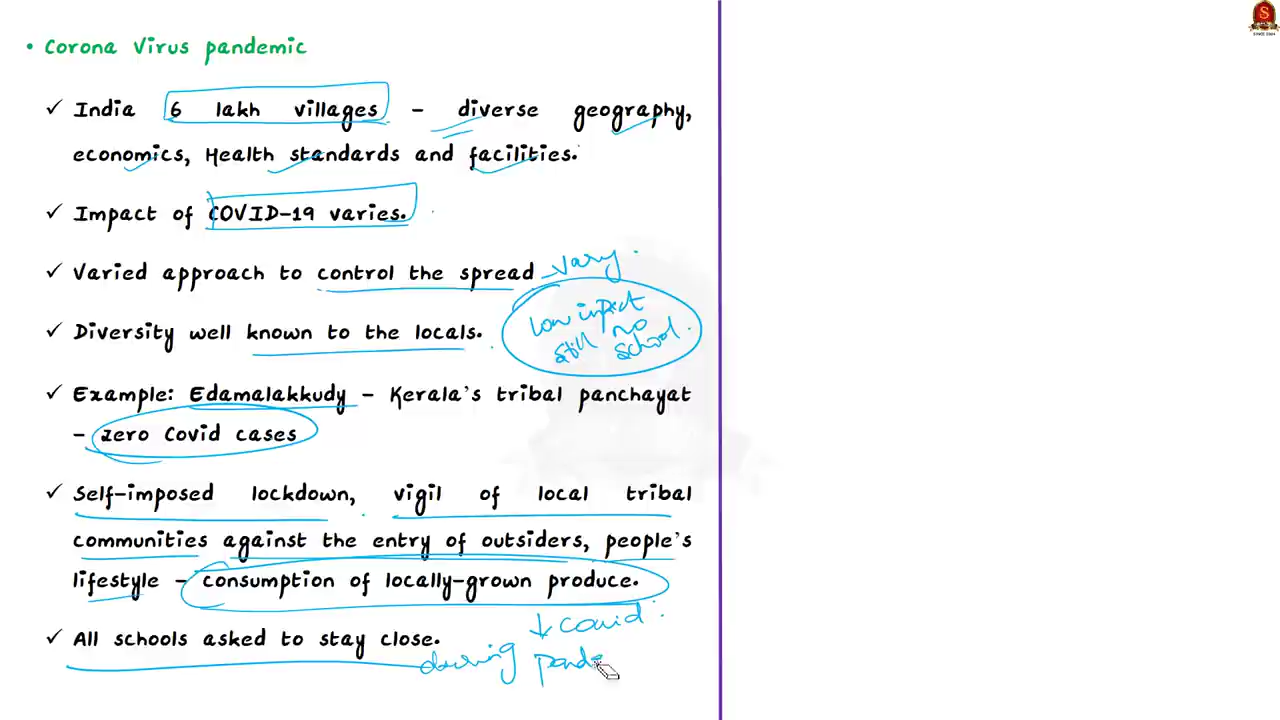 • Corona Virus pandemic
✓ India 6 lakh villages - diverse geography,
economics, Health standards and facilities.
✓ Impact of COVID-19 varies.
✓ Varied approach to control the spread
vary
✓ Diversity well known to the locals.
low impact
still no
school
✓ Example: Edamalakkudy - Kerala's tribal panchayat
- zero Covid cases
✓ Self-imposed lockdown, vigil of local tribal
communities against the entry of outsiders, people's
lifestyle - consumption of locally-grown produce.
↓ covid
✓ All schools asked to stay close.
during
S